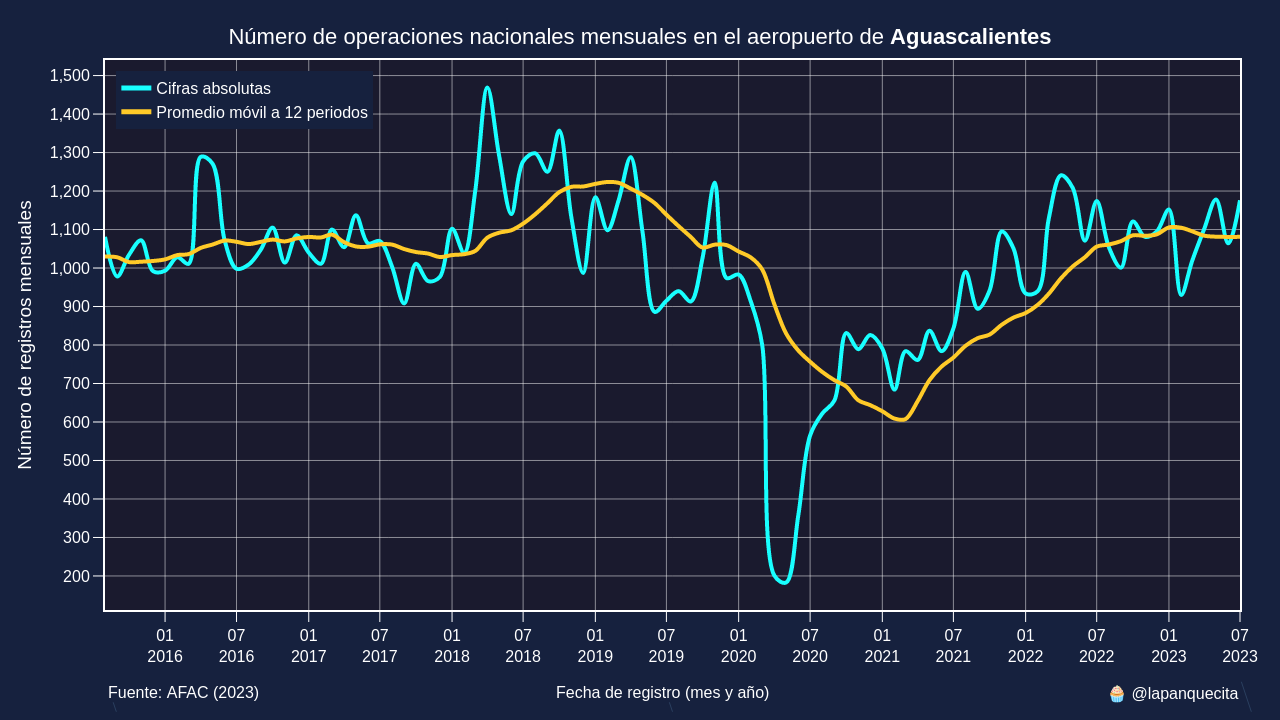 Número de operaciones nacionales mensuales en el aeropuerto de Aguascalientes
Cifras absolutas
Promedio móvil a 12 periodos
Número de registros mensuales
1,500
1,400
1,300
1,200
1,100
1,000
900
800
700
600
500
400
300
200
01 07 01 07 01 07 01 07 01 07 01 07 01 07 01 07
2016 2016 2017 2017 2018 2018 2019 2019 2020 2020 2021 2021 2022 2022 2023 2023
Fuente: AFAC (2023) Fecha de registro (mes y año) 🧁 @lapanquecita